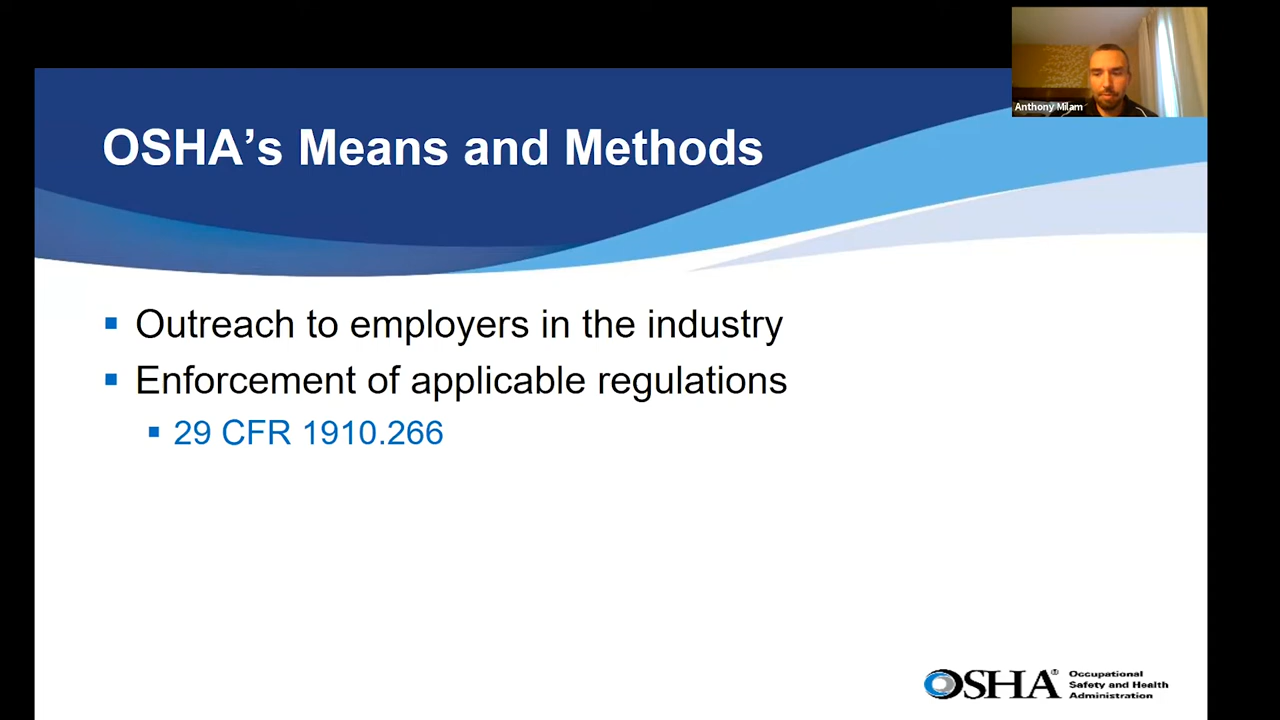 Anthony Milam
OSHA’s Means and Methods
Outreach to employers in the industry
Enforcement of applicable regulations
29 CFR 1910.266
OSHA®
Occupational
Safety and Health
Administration